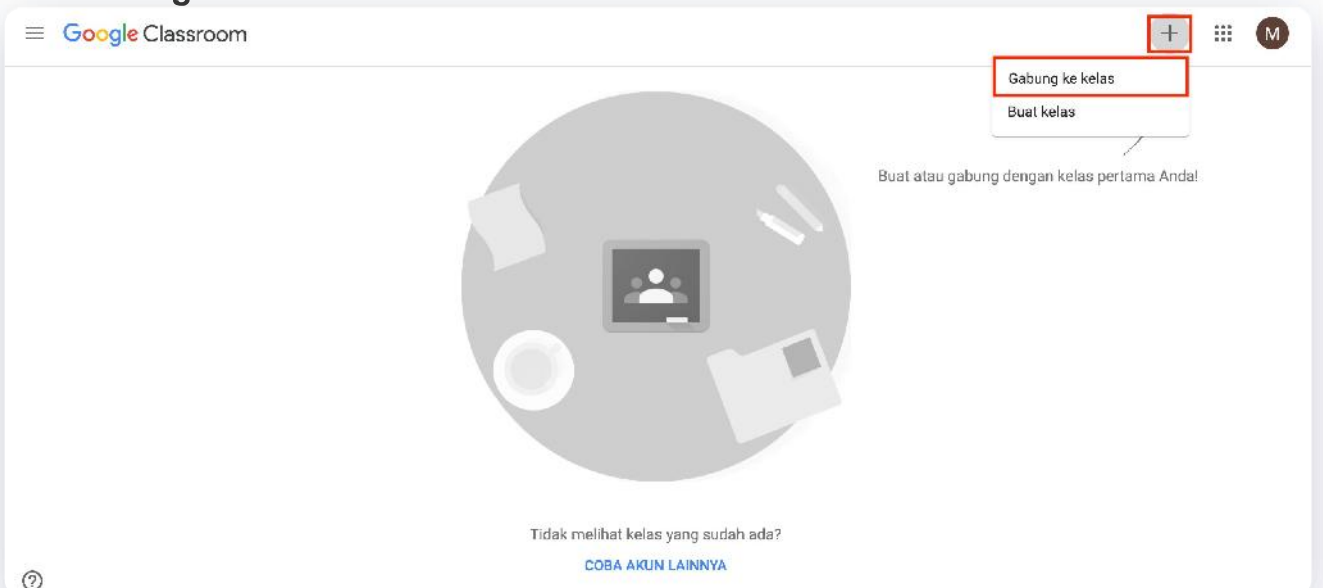 Google Classroom
M
Gabung ke kelas
Buat kelas
Buat atau gabung dengan kelas pertama Anda!
Tidak melihat kelas yang sudah ada?
COBA AKUN LAINNYA